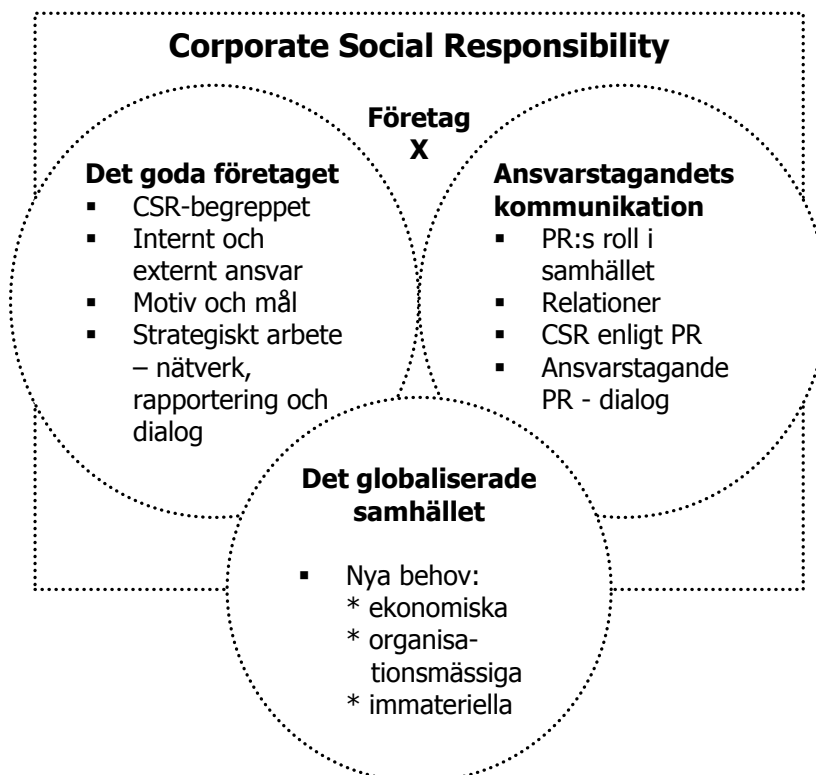 Corporate Social Responsibility
Företag
X
Det goda företaget
▪ CSR-begreppet
▪ Internt och
externt ansvar
▪ Motiv och mål
▪ Strategiskt arbete
– nätverk,
rapportering och
dialog
Ansvarstagandets
kommunikation
▪ PR:s roll i
samhället
▪ Relationer
▪ CSR enligt PR
▪ Ansvarstagande
PR - dialog
Det globaliserade
samhället
▪ Nya behov:
* ekonomiska
* organisa-
tionsmässiga
* immateriella